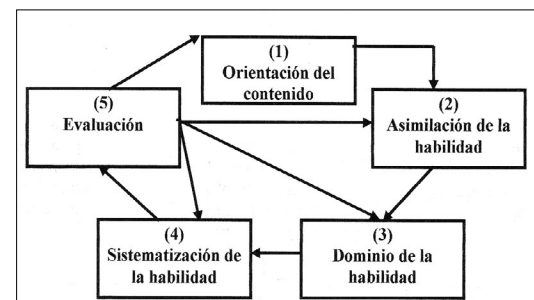 (1)
Orientación del
contenido
(2)
Asimilación de la
habilidad
(3)
Dominio de la
habilidad
(4)
Sistematización de
la habilidad
(5)
Evaluación